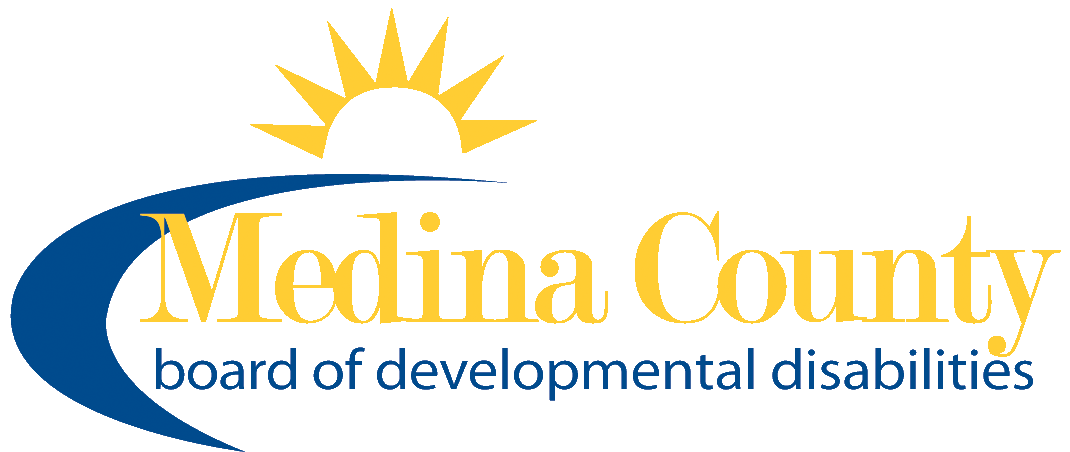 Medina County
board of developmental disabilities